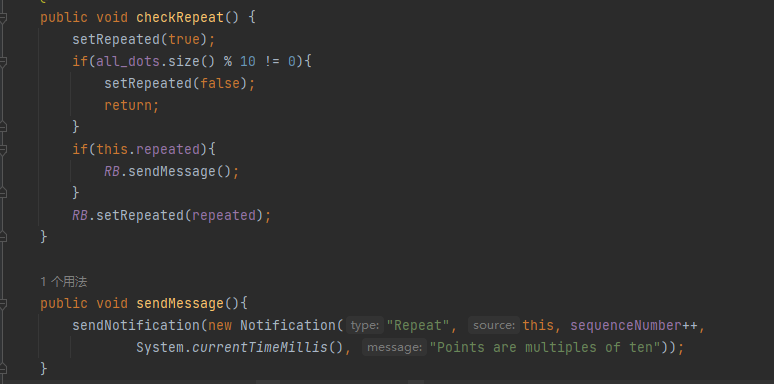 public void checkRepeat() {
setRepeated(true);
if(all_dots.size() % 10 != 0){
setRepeated(false);
return;
}
if(this.repeated){
RB.sendMessage();
}
RB.setRepeated(repeated);
}
1 个用法
public void sendMessage(){
sendNotification(new Notification( type: "Repeat", source: this, sequenceNumber++,
System.currentTimeMillis(), message: "Points are multiples of ten"));
}